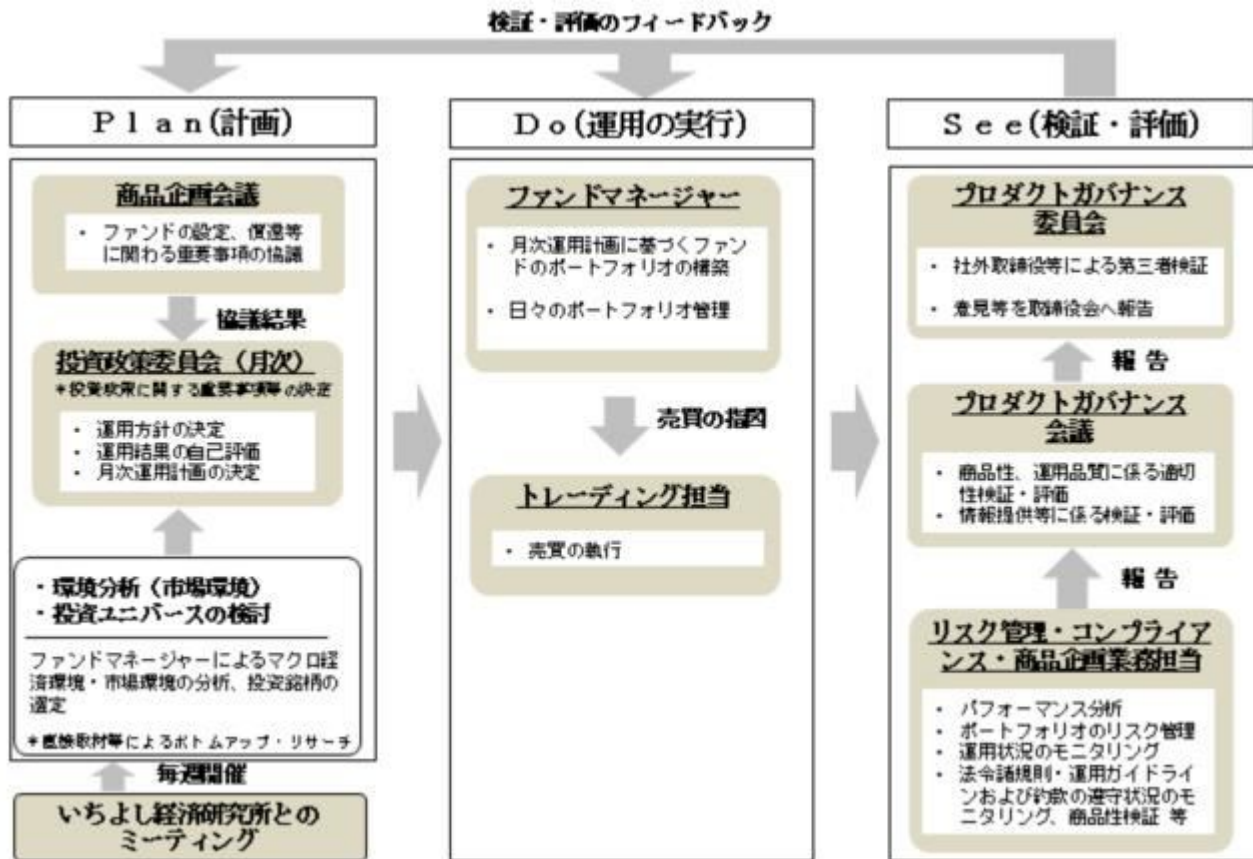 検証・評価のフィードバック
Ｐｌａｎ(計画)
商品企画会議
・ ファンドの設定、償還等
に関わる重要事項の協議
協議結果
投資政策委員会（月次）
＊投資政策に関する重要事項等の決定
・ 運用方針の決定
・ 運用結果の自己評価
・ 月次運用計画の決定
・環境分析（市場環境）
・投資ユニバースの検討
ファンドマネージャーによるマクロ経
済環境・市場環境の分析、投資銘柄の
選定
＊直接取材等によるボトムアップ・リサーチ
毎週開催
いちよし経済研究所との
ミーティング
Ｄｏ(運用の実行)
ファンドマネージャー
・ 月次運用計画に基づくファン
ドのポートフォリオの構築
・ 日々のポートフォリオ管理
売買の指図
トレーディング担当
・ 売買の執行
Ｓｅｅ(検証・評価)
プロダクトガバナンス
委員会
・ 社外取締役等による第三者検証
・ 意見等を取締役会へ報告
報告
プロダクトガバナンス
会議
・ 商品性、運用品質に係る適切
性検証・評価
・ 情報提供等に係る検証・評価
報告
リスク管理・コンプライア
ンス・商品企画業務担当
・ パフォーマンス分析
・ ポートフォリオのリスク管理
・ 運用状況のモニタリング
・ 法令諸規則・運用ガイドライ
ンおよび約款の遵守状況のモ
ニタリング、商品性検証 等